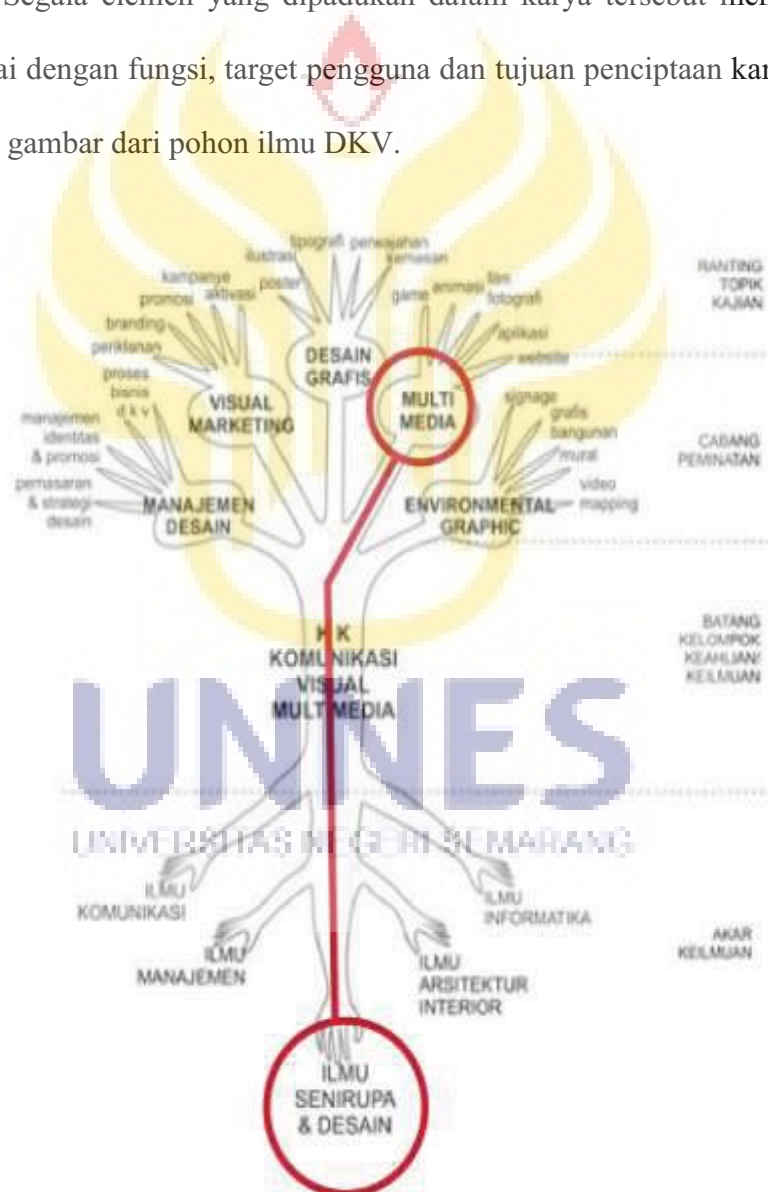 Segala elemen yang dipadukan dalam karya tersebut
ai dengan fungsi, target pengguna dan tujuan penciptaan
gambar dari pohon ilmu DKV.
tipografi perwajahan
ilustrasi kemasan
kampanye poster
promosi aktivasi
game animasi film
fotografi
branding
periklanan
aplikasi
website
RANTING
TOPIK
KAJIAN
DESAIN
GRAFIS
VISUAL
MARKETING
MULTI
MEDIA
proses
bisnis
d k v
manajemen
identitas
& promosi
pemasaran
& strategi
desain
MANAJEMEN
DESAIN
signage
grafis
bangunan
mural
video
mapping
ENVIRONMENTAL
GRAPHIC
CABANG
PEMINATAN
K K
KOMUNIKASI
VISUAL
MULTIMEDIA
BATANG
KELOMPOK
KEAHLIAN/
KEILMUAN
UNNES
UNIVERSITAS NEGERI SEMARANG
ILMU
KOMUNIKASI
ILMU
INFORMATIKA
ILMU
MANAJEMEN
ILMU
ARSITEKTUR
INTERIOR
AKAR
KEILMUAN
ILMU
SENIRUPA
& DESAIN